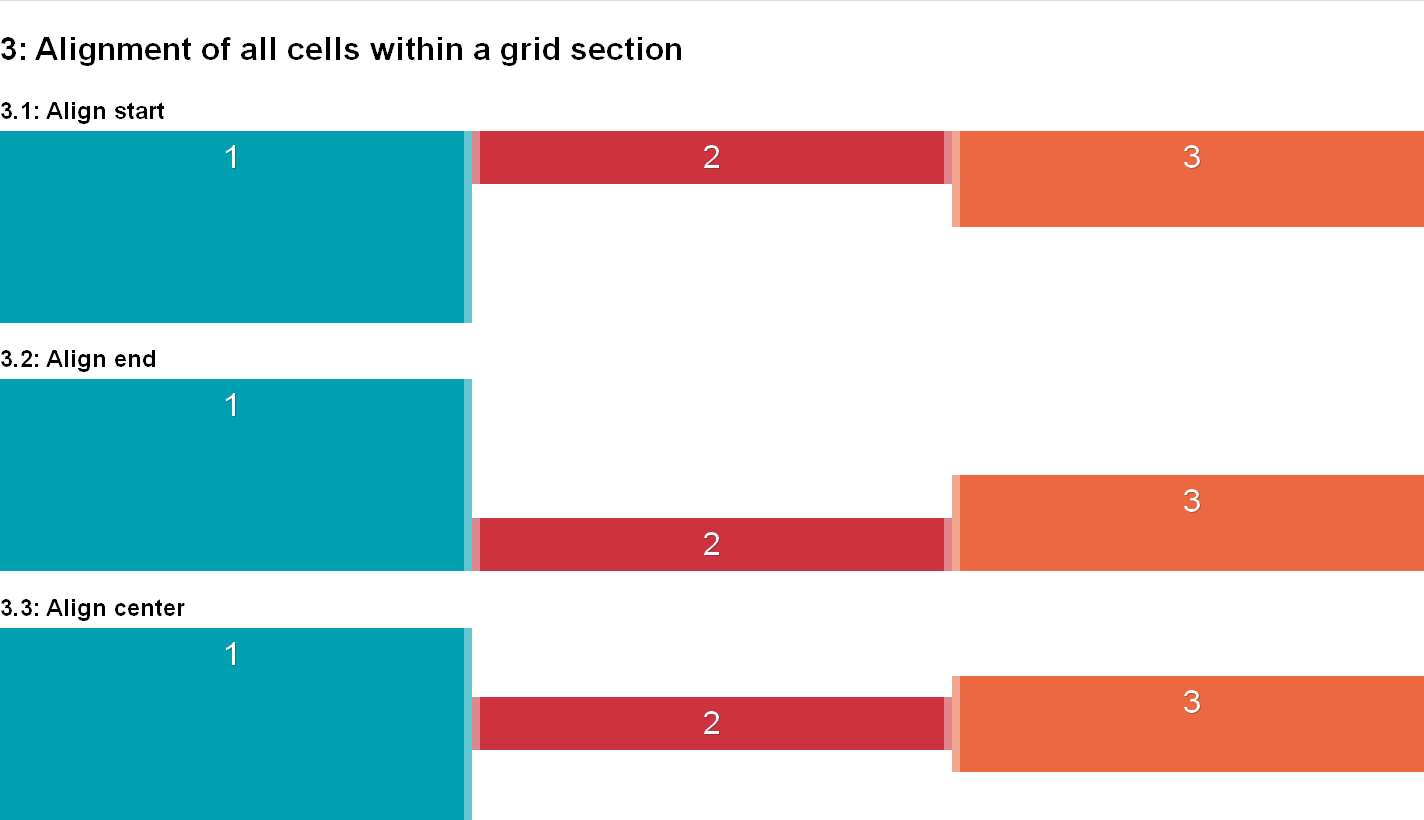 3: Alignment of all cells within a grid section
3.1: Align start
1 2 3
3.2: Align end
1
3
2
3.3: Align center
1
3
2